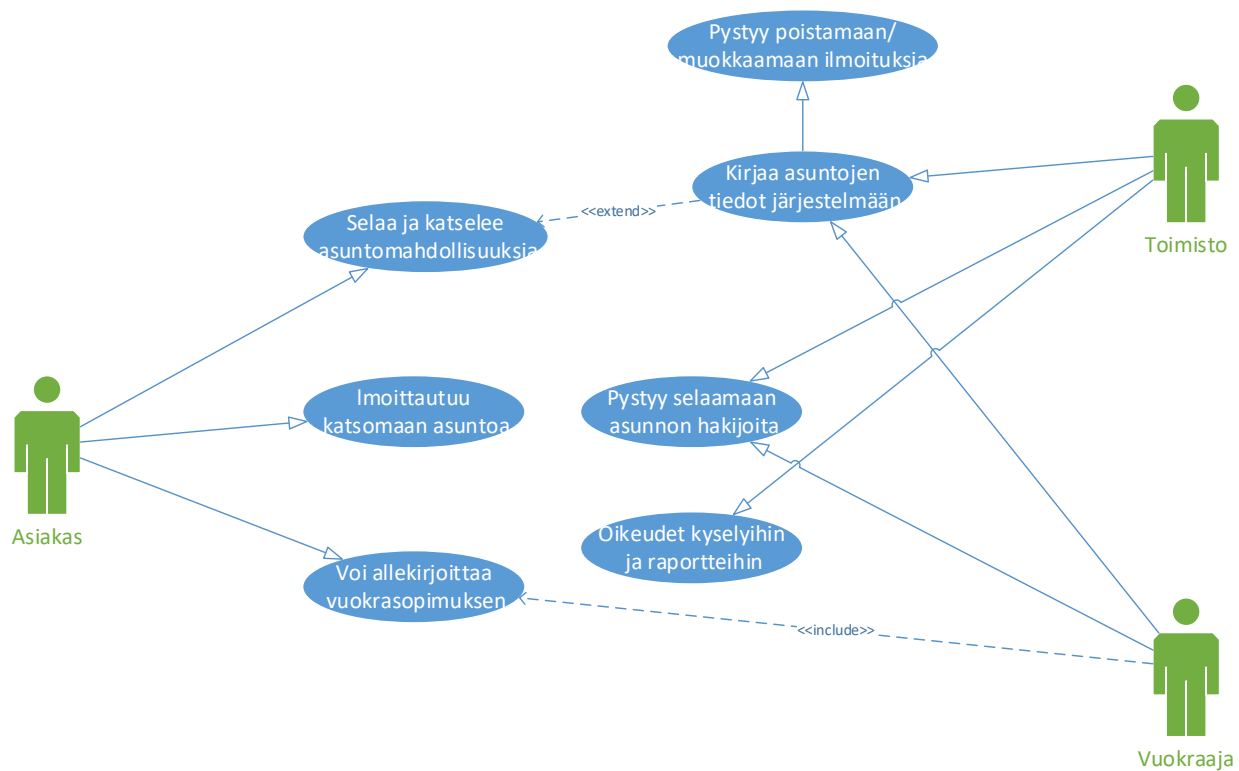 Pystyy poistamaan/
muokkaamaan ilmoituksia
Kirjaa asuntojen
tiedot järjestelmään
<<extend>>
Selaa ja katselee
asuntomahdollisuuksia
Toimisto
Ilmoittautuu
katsomaan asuntoa
Pystyy selaamaan
asunnon hakijoita
Asiakas
Oikeudet kyselyihin
ja raportteihin
Voi allekirjoittaa
vuokrasopimuksen
<<include>>
Vuokraaja